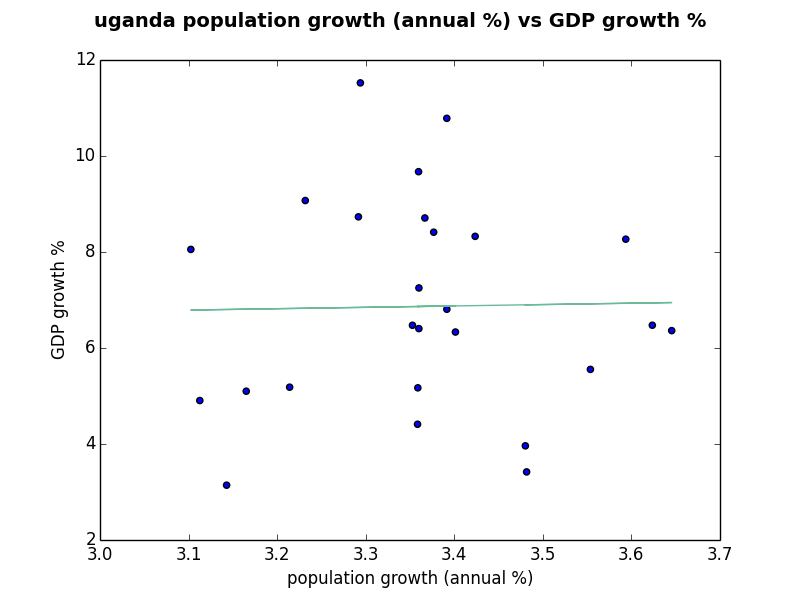 uganda population growth (annual %) vs GDP growth %
12
10
8
6
4
2
GDP growth %
3.0 3.1 3.2 3.3 3.4 3.5 3.6 3.7
population growth (annual %)